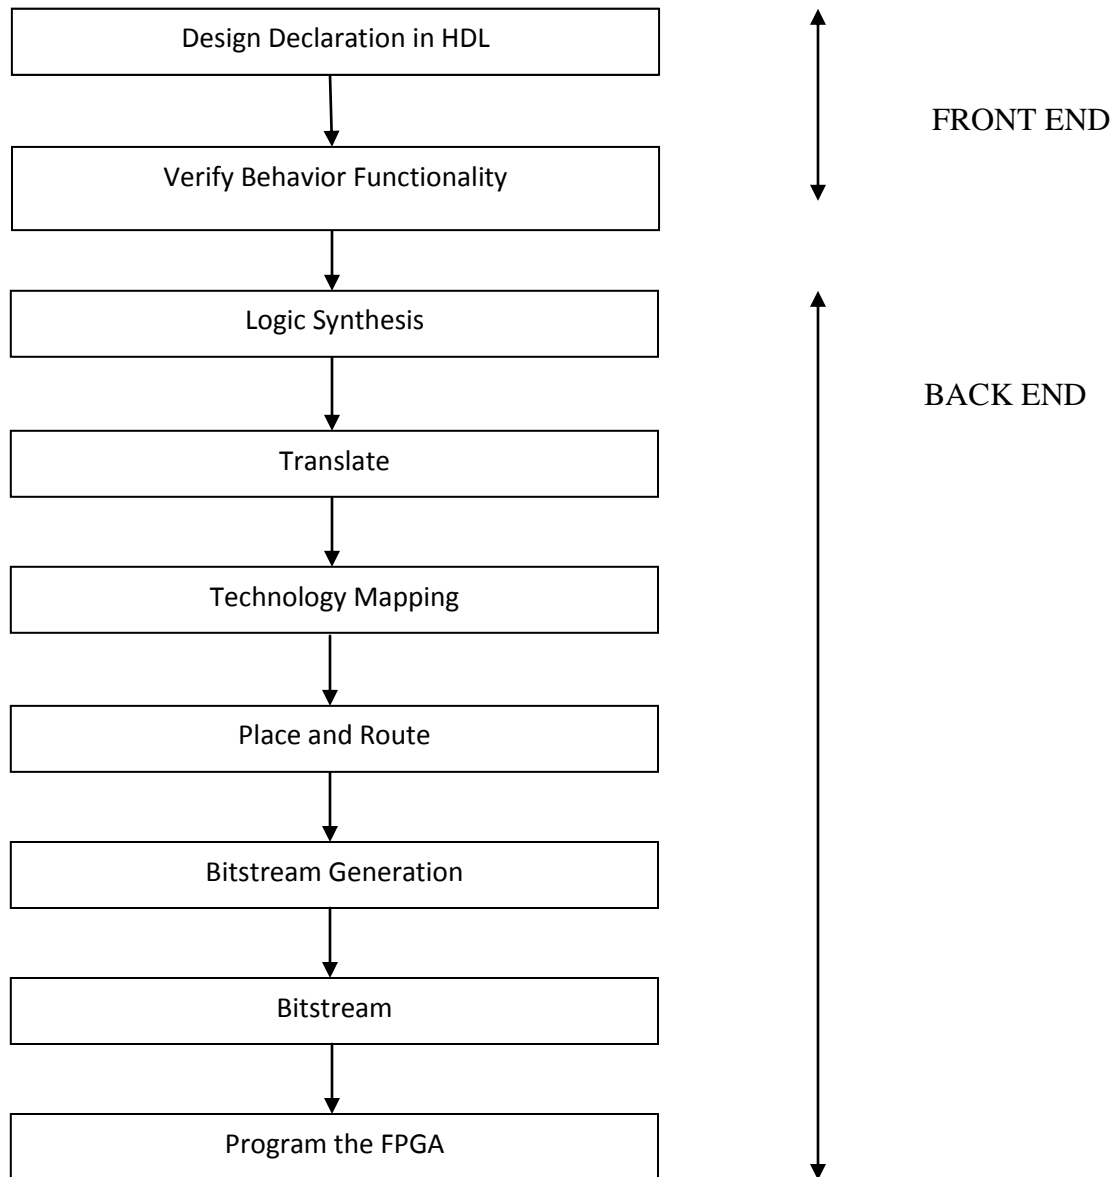 Design Declaration in HDL
FRONT END
Verify Behavior Functionality
Logic Synthesis
BACK END
Translate
Technology Mapping
Place and Route
Bitstream Generation
Bitstream
Program the FPGA